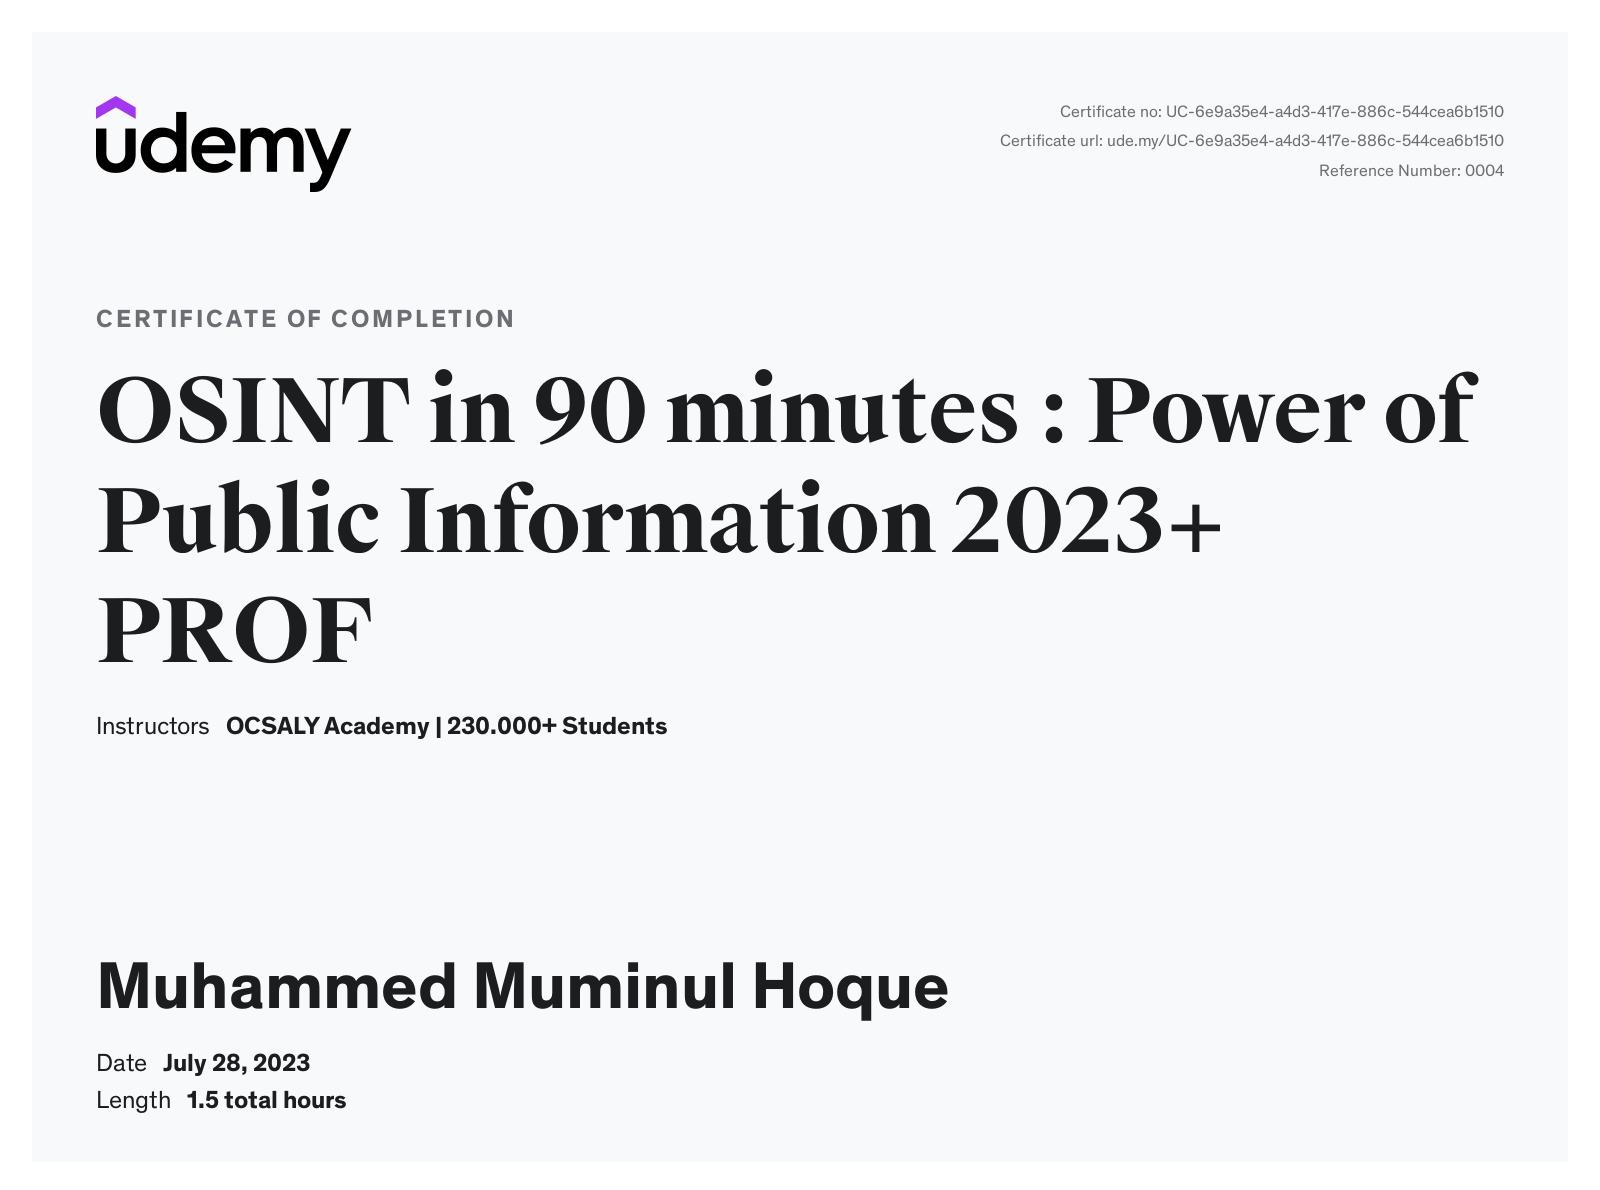 udemy
Certificate no: UC-6e9a35e4-a4d3-417e-886c-544cea6b1510
Certificate url: ude.my/UC-6e9a35e4-a4d3-417e-886c-544cea6b1510
Reference Number: 0004
CERTIFICATE OF COMPLETION
OSINT in 90 minutes : Power of
Public Information 2023+
PROF
Instructors OCSALY Academy | 230.000+ Students
Muhammed Muminul Hoque
Date July 28, 2023
Length 1.5 total hours